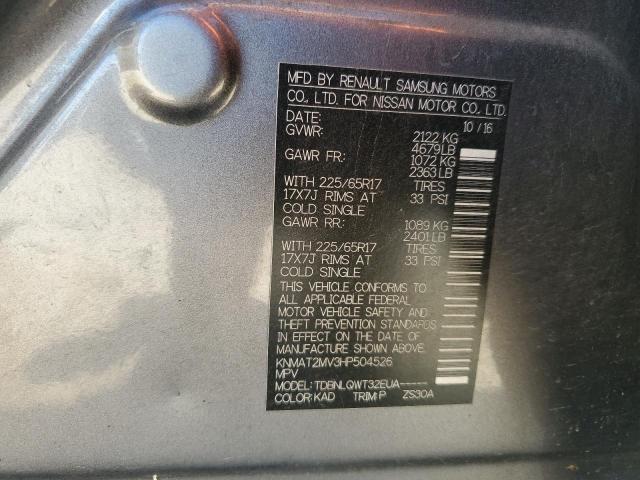 MFD BY RENAULT SAMSUNG MOTORS
CO., LTD. FOR NISSAN MOTOR CO., LTD.
DATE: 10/16
GVWR: 2122 KG
4679LB
GAWR FR: 1072 KG
2363 LB
WITH 225/65R17 TIRES
17X7J RIMS AT 33 PSI
COLD SINGLE
GAWR RR: 1089 KG
2401 LB
WITH 225/65R17 TIRES
17X7J RIMS AT 33 PSI
COLD SINGLE
THIS VEHICLE CONFORMS TO
ALL APPLICABLE FEDERAL
MOTOR VEHICLE SAFETY AND
THEFT PREVENTION STANDARDS
IN EFFECT ON THE DATE OF
MANUFACTURE SHOWN ABOVE.
KNMAT2MV3HP504526
MPV
MODEL: TDBNLQWT32EUA-----
COLOR: KAD TRIM:P ZS30A